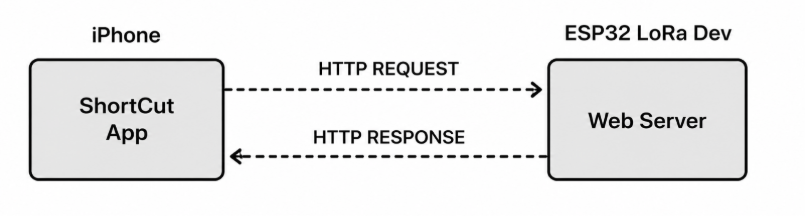 iPhone
ESP32 LoRa Dev
HTTP REQUEST
ShortCut
App
Web Server
HTTP RESPONSE